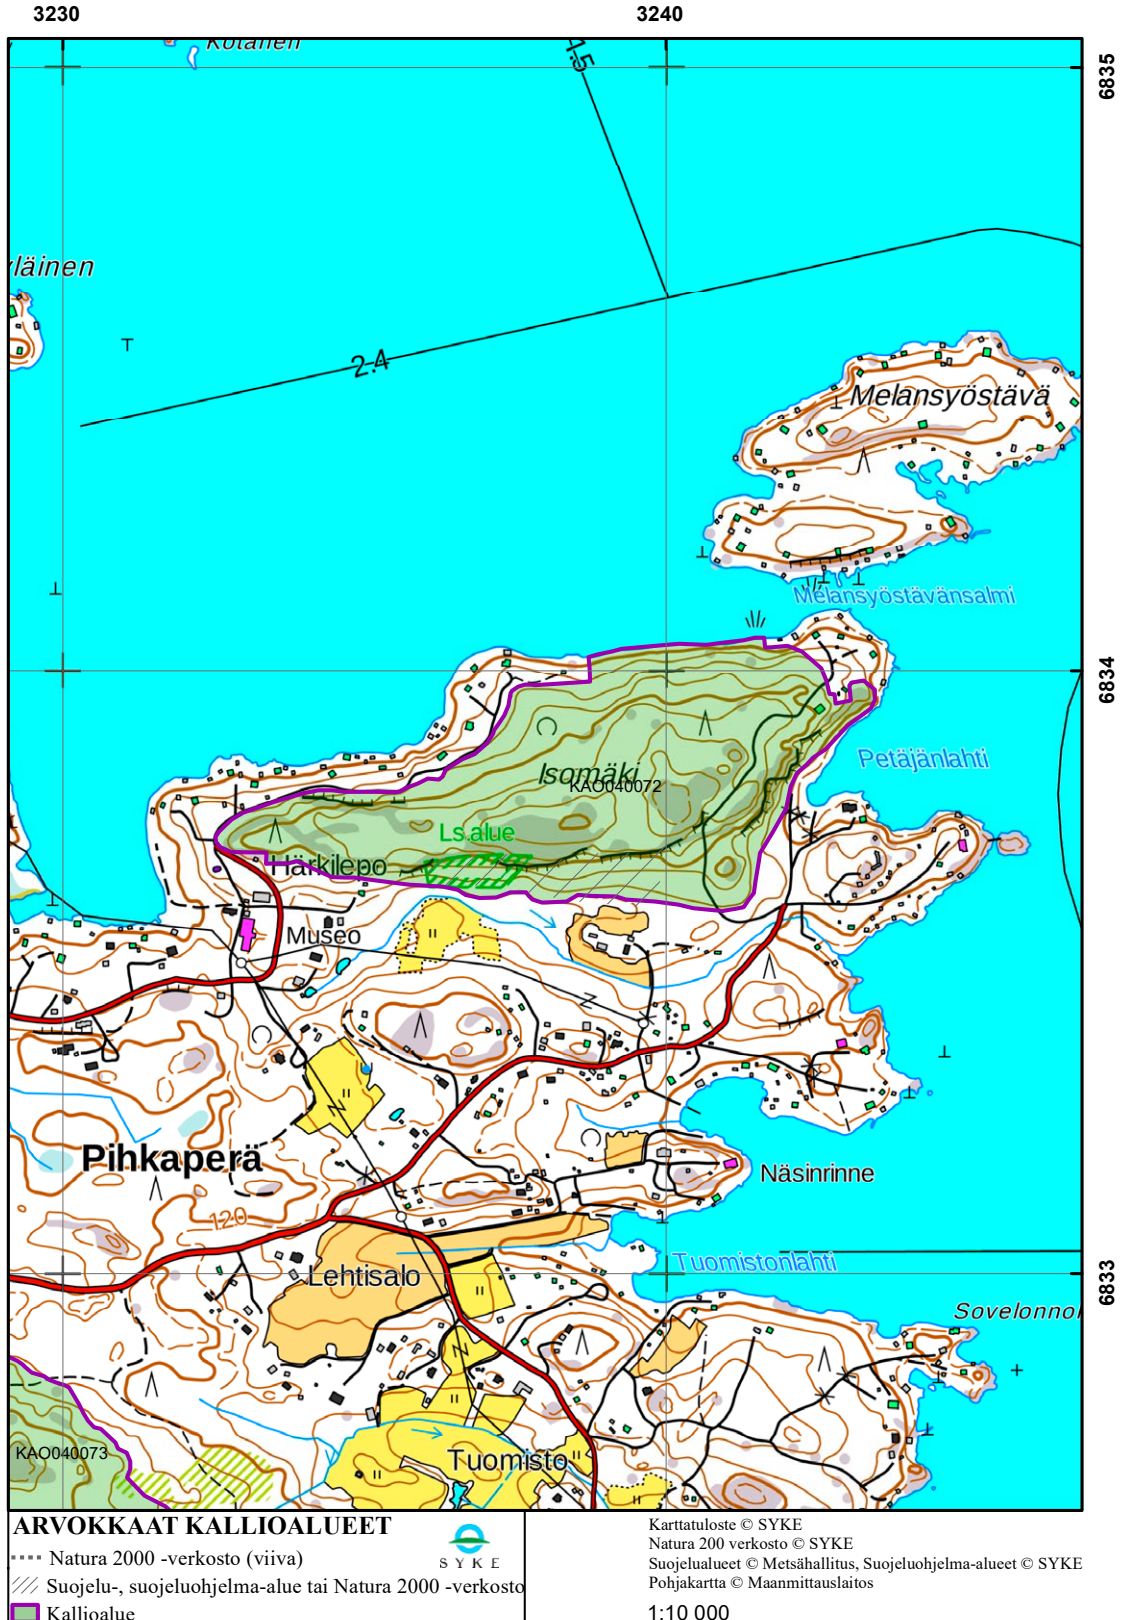 3230 3240
Kotanen
1.5
6835
läinen
2.4
Melansyöstävä
Melansyöstävänsalmi
6834
Isomäki
KAO040072
Petäjänlahti
Ls.alue
Härkilepo
Museo
Pihkaperä
Näsinrinne
120
Tuomistonlahti
Lehtisalo
6833
Sovelonno
KAO040073
Tuomisto
ARVOKKAAT KALLIOALUEET
SYKE
Natura 2000 -verkosto (viiva)
Suojelu-, suojeluohjelma-alue tai Natura 2000 -verkosto
Kallioalue
Karttatuloste © SYKE
Natura 200 verkosto © SYKE
Suojelualueet © Metsähallitus, Suojeluohjelma-alueet © SYKE
Pohjakartta © Maanmittauslaitos
1:10 000